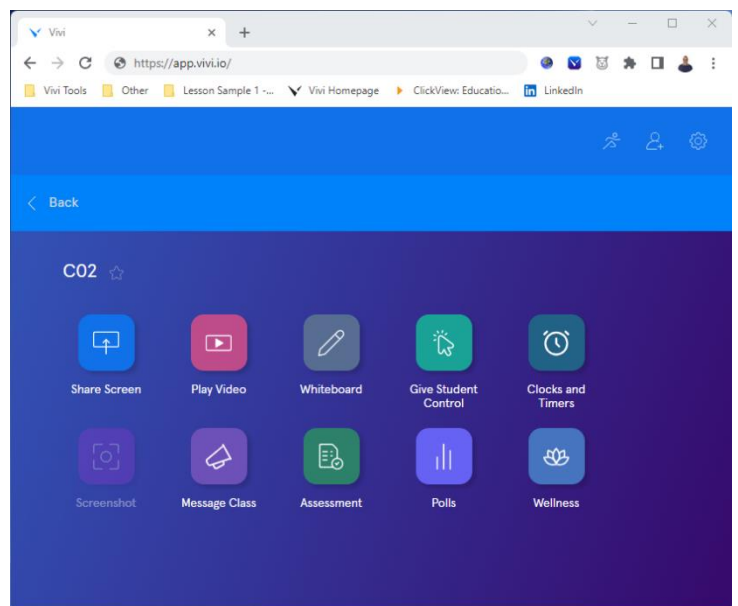 Vivi
https://app.vivi.io/
Vivi Tools Other Lesson Sample 1 -... Vivi Homepage ClickView: Educatio... in LinkedIn
Back
C02
Share Screen Play Video Whiteboard Give Student Control Clocks and Timers
Screenshot Message Class Assessment Polls Wellness